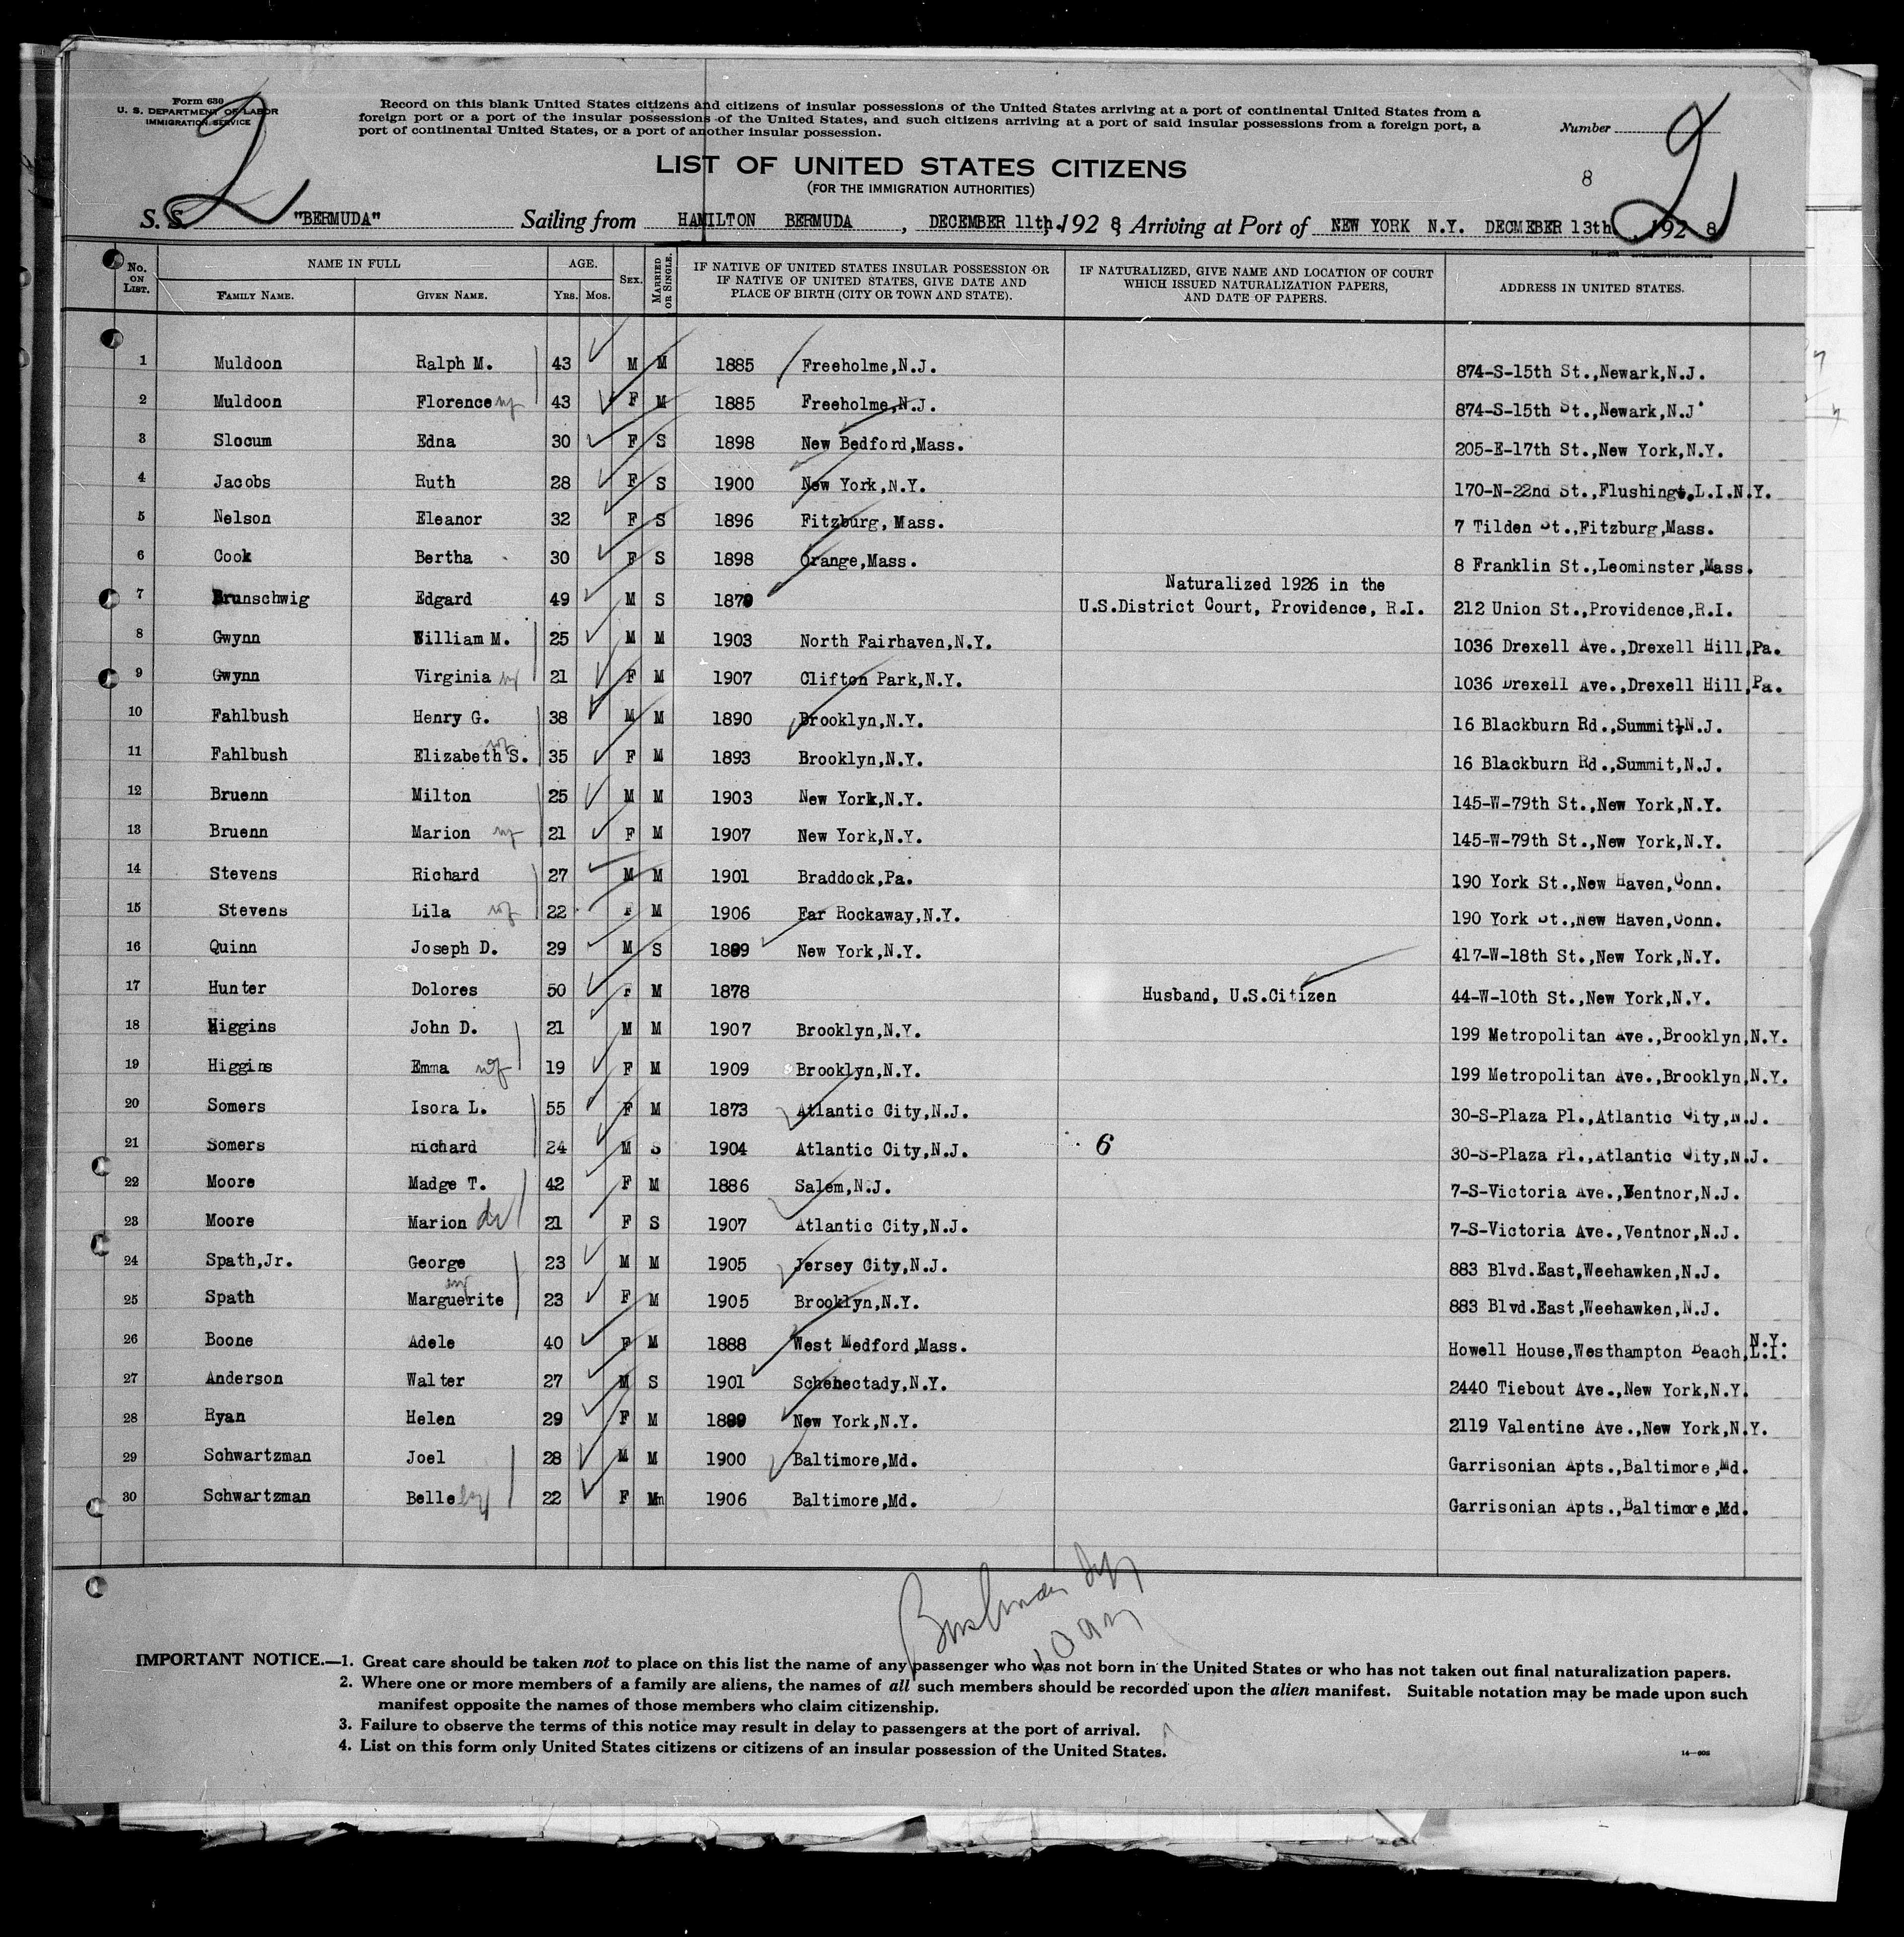 Form 630
U. S. DEPARTMENT OF LABOR
IMMIGRATION SERVICE
Record on this blank United States citizens and citizens of insular possessions of the United States arriving at a port of continental United States from a
foreign port or a port of the insular possessions of the United States, and such citizens arriving at a port of said insular possessions from a foreign port, a
port of continental United States, or a port of another insular possession.
Number
2 2
LIST OF UNITED STATES CITIZENS
(FOR THE IMMIGRATION AUTHORITIES)
8
S. S. "BERMUDA" Sailing from HAMILTON BERMUDA , DECEMBER 11th. 192 8, Arriving at Port of NEW YORK N.Y. DECMEBER 13th , 192 8
No. ON LIST. NAME IN FULL FAMILY NAME. GIVEN NAME. AGE. YRS. MOS. SEX. MARRIED OR SINGLE. IF NATIVE OF UNITED STATES INSULAR POSSESSION OR IF NATIVE OF UNITED STATES, GIVE DATE AND PLACE OF BIRTH (CITY OR TOWN AND STATE). IF NATURALIZED, GIVE NAME AND LOCATION OF COURT WHICH ISSUED NATURALIZATION PAPERS, AND DATE OF PAPERS. ADDRESS IN UNITED STATES.
1 Muldoon Ralph M. 43 M M 1885 Freeholme,N.J. 874-S-15th St.,Newark,N.J.
2 Muldoon Florence wf 43 F M 1885 Freeholme,N.J. 874-S-15th St.,Newark,N.J.
3 Slocum Edna 30 F S 1898 New Bedford,Mass. 205-E-17th St.,New York,N.Y.
4 Jacobs Ruth 28 F S 1900 New York,N.Y. 170-N-22nd St.,Flushing,L.I.N.Y.
5 Nelson Eleanor 32 F S 1896 Fitzburg, Mass. 7 Tilden St.,Fitzburg,Mass.
6 Cook Bertha 30 F S 1898 Orange,Mass. 8 Franklin St.,Leominster,Mass.
7 Brunschwig Edgard 49 M S 1879 Naturalized 1926 in the U.S.District Court, Providence, R.I. 212 Union St.,Providence,R.I.
8 Gwynn William M. 25 M M 1903 North Fairhaven,N.Y. 1036 Drexell Ave.,Drexell Hill,Pa.
9 Gwynn Virginia wf 21 F M 1907 Clifton Park,N.Y. 1036 Drexell Ave.,Drexell Hill,Pa.
10 Fahlbush Henry G. 38 M M 1890 Brooklyn,N.Y. 16 Blackburn Rd.,Summit,N.J.
11 Fahlbush Elizabeth S. wf 35 F M 1893 Brooklyn,N.Y. 16 Blackburn Rd.,Summit,N.J.
12 Bruenn Milton 25 M M 1903 New York,N.Y. 145-W-79th St.,New York,N.Y.
13 Bruenn Marion wf 21 F M 1907 New York,N.Y. 145-W-79th St.,New York,N.Y.
14 Stevens Richard 27 M M 1901 Braddock,Pa. 190 York St.,New Haven,Conn.
15 Stevens Lila wf 22 F M 1906 Far Rockaway,N.Y. 190 York St.,New Haven,Conn.
16 Quinn Joseph D. 29 M S 1899 New York,N.Y. 417-W-18th St.,New York,N.Y.
17 Hunter Dolores 50 F M 1878 Husband, U.S.Citizen 44-W-10th St.,New York,N.Y.
18 Higgins John D. 21 M M 1907 Brooklyn,N.Y. 199 Metropolitan Ave.,Brooklyn,N.Y.
19 Higgins Emma wf 19 F M 1909 Brooklyn,N.Y. 199 Metropolitan Ave.,Brooklyn,N.Y.
20 Somers Isora L. 55 F M 1873 Atlantic City,N.J. 30-S-Plaza Pl.,Atlantic City,N.J.
21 Somers Richard 24 M S 1904 Atlantic City,N.J. 6 30-S-Plaza Pl.,Atlantic City,N.J.
22 Moore Madge T. 42 F M 1886 Salem,N.J. 7-S-Victoria Ave.,Ventnor,N.J.
23 Moore Marion 21 F S 1907 Atlantic City,N.J. 7-S-Victoria Ave.,Ventnor,N.J.
24 Spath,Jr. George 23 M M 1905 Jersey City,N.J. 883 Blvd.East,Weehawken,N.J.
25 Spath Marguerite wf 23 F M 1905 Brooklyn,N.Y. 883 Blvd.East,Weehawken,N.J.
26 Boone Adele 40 F M 1888 West Medford,Mass. Howell House,Westhampton Beach,L.I. N.Y.
27 Anderson Walter 27 M S 1901 Schenectady,N.Y. 2440 Tiebout Ave.,New York,N.Y.
28 Ryan Helen 29 F M 1899 New York,N.Y. 2119 Valentine Ave.,New York,N.Y.
29 Schwartzman Joel 28 M M 1900 Baltimore,Md. Garrisonian Apts.,Baltimore,Md.
30 Schwartzman Belle wf 22 F M 1906 Baltimore,Md. Garrisonian Apts.,Baltimore,Md.
IMPORTANT NOTICE.—1. Great care should be taken not to place on this list the name of any passenger who was not born in the United States or who has not taken out final naturalization papers.
2. Where one or more members of a family are aliens, the names of all such members should be recorded upon the alien manifest. Suitable notation may be made upon such
manifest opposite the names of those members who claim citizenship.
3. Failure to observe the terms of this notice may result in delay to passengers at the port of arrival.
4. List on this form only United States citizens or citizens of an insular possession of the United States.